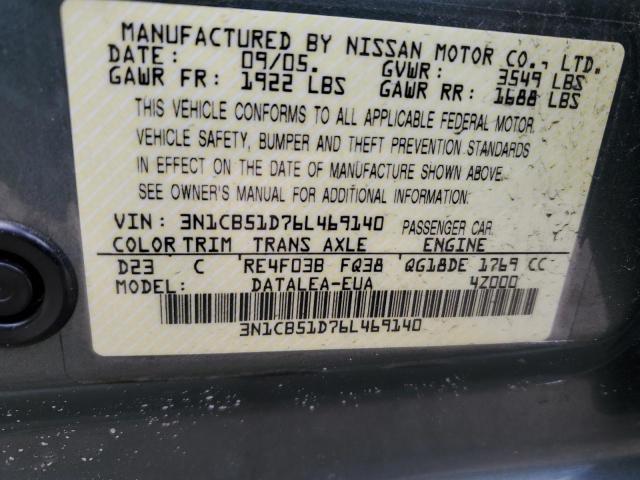 MANUFACTURED BY NISSAN MOTOR CO., LTD.
DATE: 09/05. GVWR: 3549 LBS
GAWR FR: 1922 LBS GAWR RR: 1688 LBS
THIS VEHICLE CONFORMS TO ALL APPLICABLE FEDERAL MOTOR
VEHICLE SAFETY, BUMPER AND THEFT PREVENTION STANDARDS
IN EFFECT ON THE DATE OF MANUFACTURE SHOWN ABOVE.
SEE OWNER'S MANUAL FOR ADDITIONAL INFORMATION.
VIN: 3N1CB51D76L469140 PASSENGER CAR
COLOR TRIM TRANS AXLE ENGINE
D23 C RE4F03B FQ38 QG18DE 1769 CC
MODEL: DATALEA-EUA 4Z000
3N1CB51D76L469140